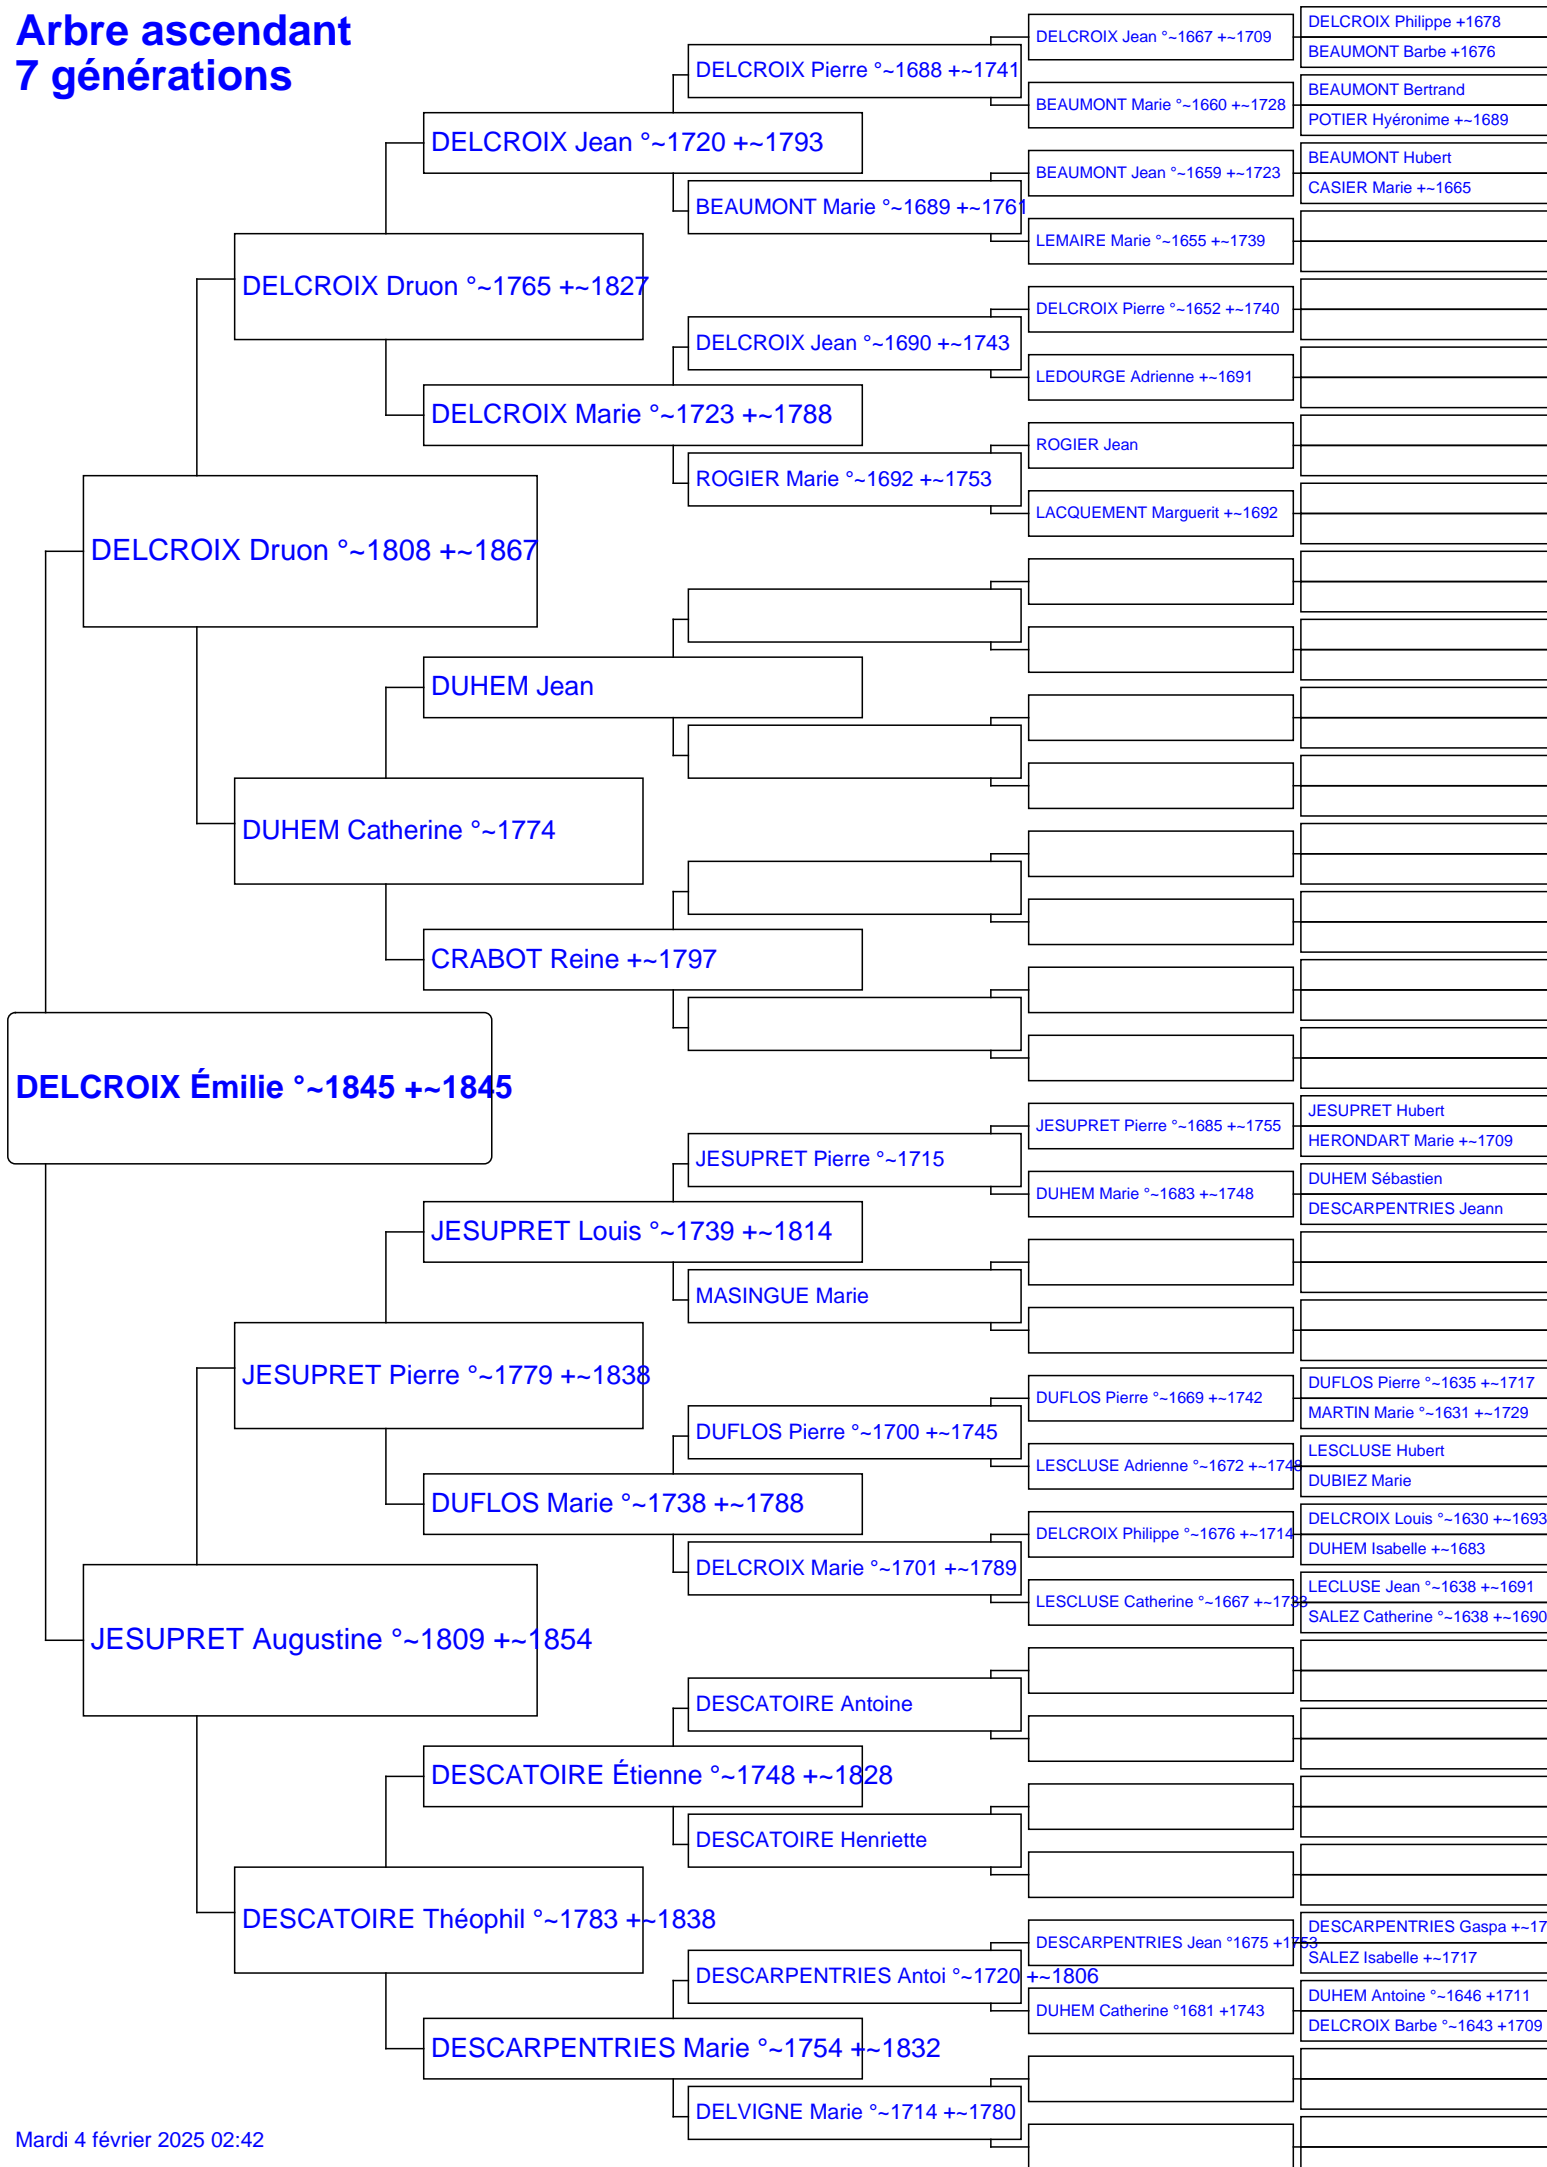 Arbre ascendant
7 générations
DELCROIX Philippe +1678
DELCROIX Jean °~1667 +~1709
BEAUMONT Barbe +1676
DELCROIX Pierre °~1688 +~1741
BEAUMONT Bertrand
BEAUMONT Marie °~1660 +~1728
POTIER Hyéronime +~1689
DELCROIX Jean °~1720 +~1793
BEAUMONT Hubert
BEAUMONT Jean °~1659 +~1723
CASIER Marie +~1665
BEAUMONT Marie °~1689 +~1761
LEMAIRE Marie °~1655 +~1739
DELCROIX Druon °~1765 +~1827
DELCROIX Pierre °~1652 +~1740
DELCROIX Jean °~1690 +~1743
LEDOURGE Adrienne +~1691
DELCROIX Marie °~1723 +~1788
ROGIER Jean
ROGIER Marie °~1692 +~1753
LACQUEMENT Marguerit +~1692
DELCROIX Druon °~1808 +~1867
DUHEM Jean
DUHEM Catherine °~1774
CRABOT Reine +~1797
DELCROIX Émilie °~1845 +~1845
JESUPRET Hubert
JESUPRET Pierre °~1685 +~1755
HERONDART Marie +~1709
JESUPRET Pierre °~1715
DUHEM Sébastien
DUHEM Marie °~1683 +~1748
DESCARPENTRIES Jeann
JESUPRET Louis °~1739 +~1814
MASINGUE Marie
JESUPRET Pierre °~1779 +~1838
DUFLOS Pierre °~1635 +~1717
DUFLOS Pierre °~1669 +~1742
MARTIN Marie °~1631 +~1729
DUFLOS Pierre °~1700 +~1745
LESCLUSE Hubert
LESCLUSE Adrienne °~1672 +~1748
DUBIEZ Marie
DUFLOS Marie °~1738 +~1788
DELCROIX Louis °~1630 +~1693
DELCROIX Philippe °~1676 +~1714
DUHEM Isabelle +~1683
DELCROIX Marie °~1701 +~1789
LECLUSE Jean °~1638 +~1691
LESCLUSE Catherine °~1667 +~1733
SALEZ Catherine °~1638 +~1690
JESUPRET Augustine °~1809 +~1854
DESCATOIRE Antoine
DESCATOIRE Étienne °~1748 +~1828
DESCATOIRE Henriette
DESCATOIRE Théophil °~1783 +~1838
DESCARPENTRIES Gaspa +~17
DESCARPENTRIES Jean °1675 +1753
SALEZ Isabelle +~1717
DESCARPENTRIES Antoi °~1720 +~1806
DUHEM Antoine °~1646 +1711
DUHEM Catherine °1681 +1743
DELCROIX Barbe °~1643 +1709
DESCARPENTRIES Marie °~1754 +~1832
DELVIGNE Marie °~1714 +~1780
Mardi 4 février 2025 02:42